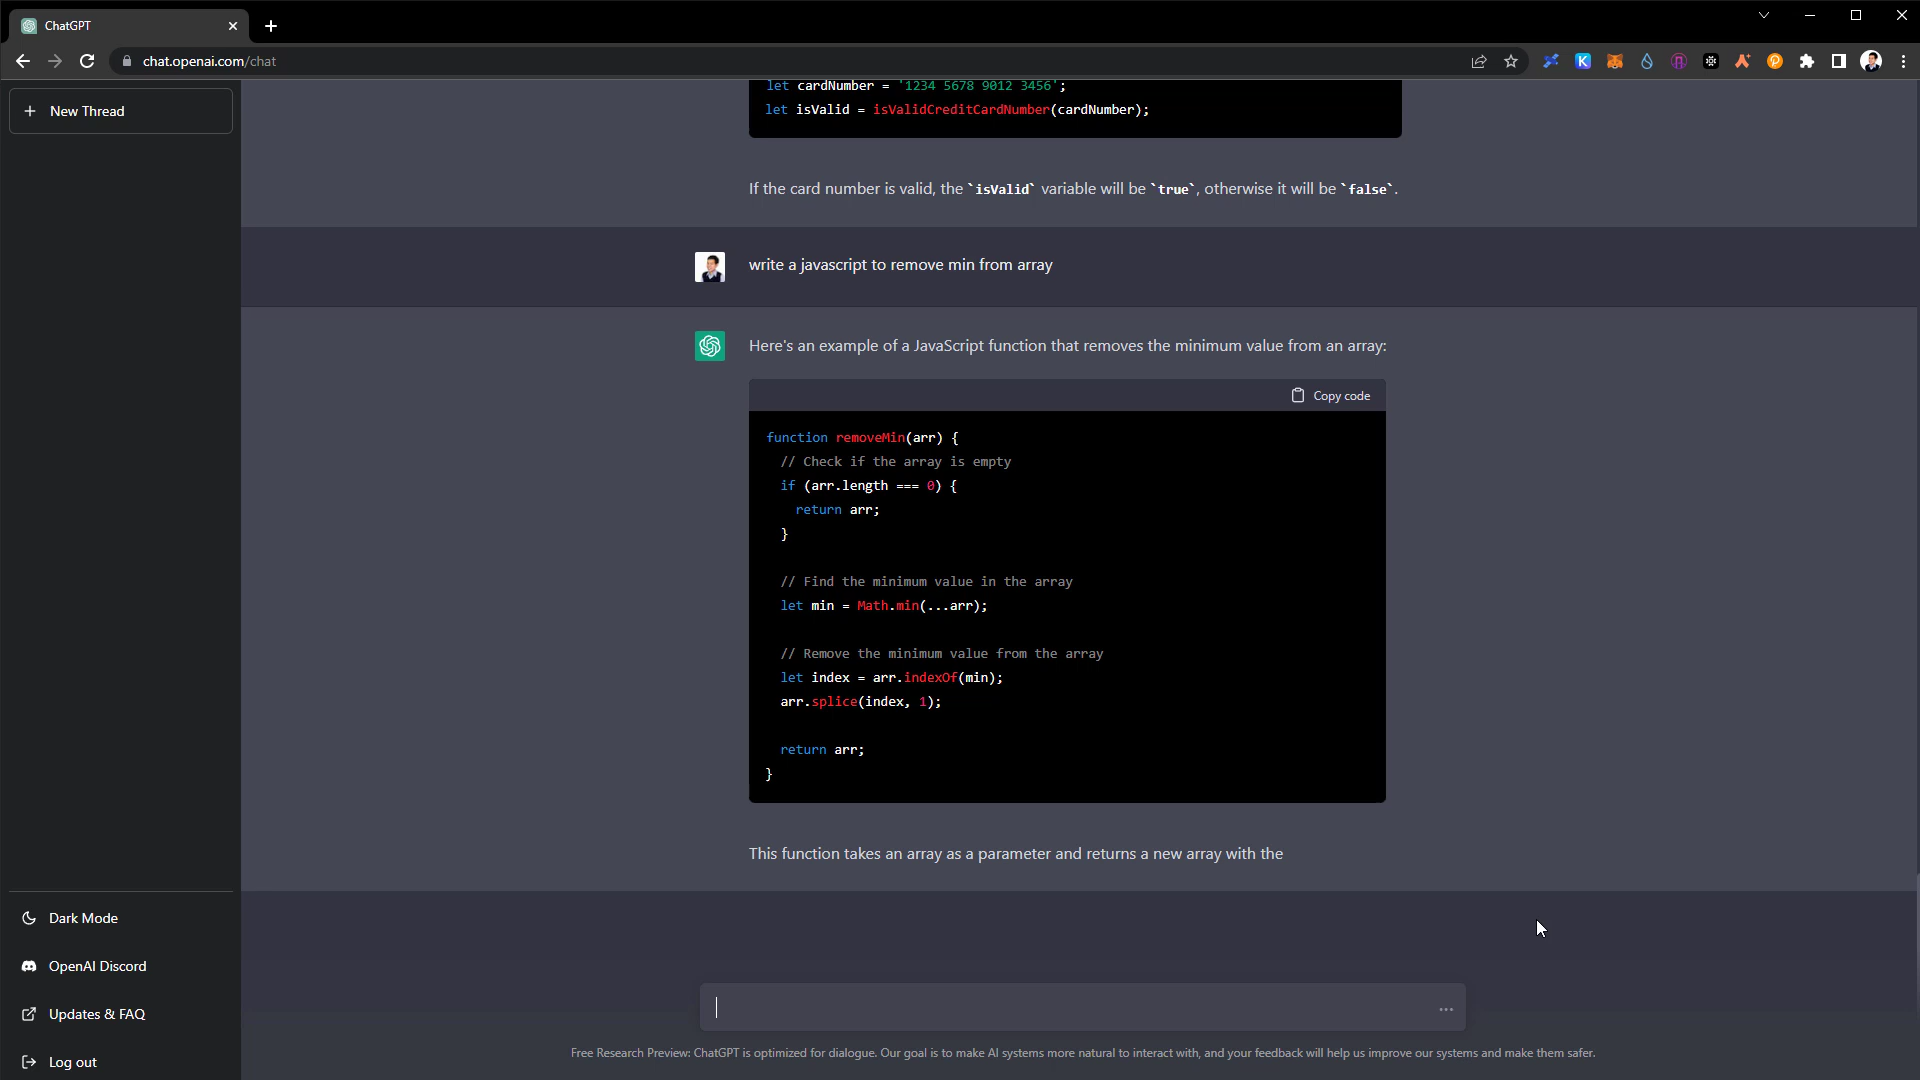 ChatGPT
chat.openai.com/chat
New Thread
let cardNumber = '1234 5678 9012 3456';
let isValid = isValidCreditCardNumber(cardNumber);
If the card number is valid, the `isValid` variable will be `true`, otherwise it will be `false`.
write a javascript to remove min from array
Here's an example of a JavaScript function that removes the minimum value from an array:
Copy code
function removeMin(arr) {
// Check if the array is empty
if (arr.length === 0) {
return arr;
}
// Find the minimum value in the array
let min = Math.min(...arr);
// Remove the minimum value from the array
let index = arr.indexOf(min);
arr.splice(index, 1);
return arr;
}
This function takes an array as a parameter and returns a new array with the
Dark Mode
OpenAI Discord
Updates & FAQ
Log out
Free Research Preview: ChatGPT is optimized for dialogue. Our goal is to make AI systems more natural to interact with, and your feedback will help us improve our systems and make them safer.